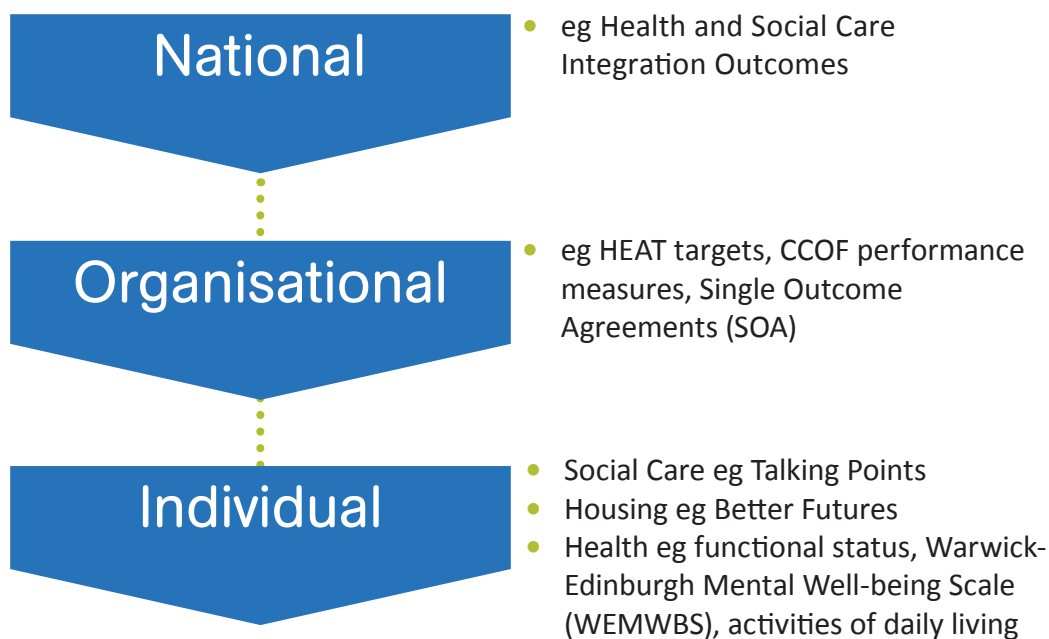 National
• eg Health and Social Care
Integration Outcomes
Organisational
• eg HEAT targets, CCOF performance
measures, Single Outcome
Agreements (SOA)
Individual
• Social Care eg Talking Points
• Housing eg Better Futures
• Health eg functional status, Warwick-
Edinburgh Mental Well-being Scale
(WEMWBS), activities of daily living